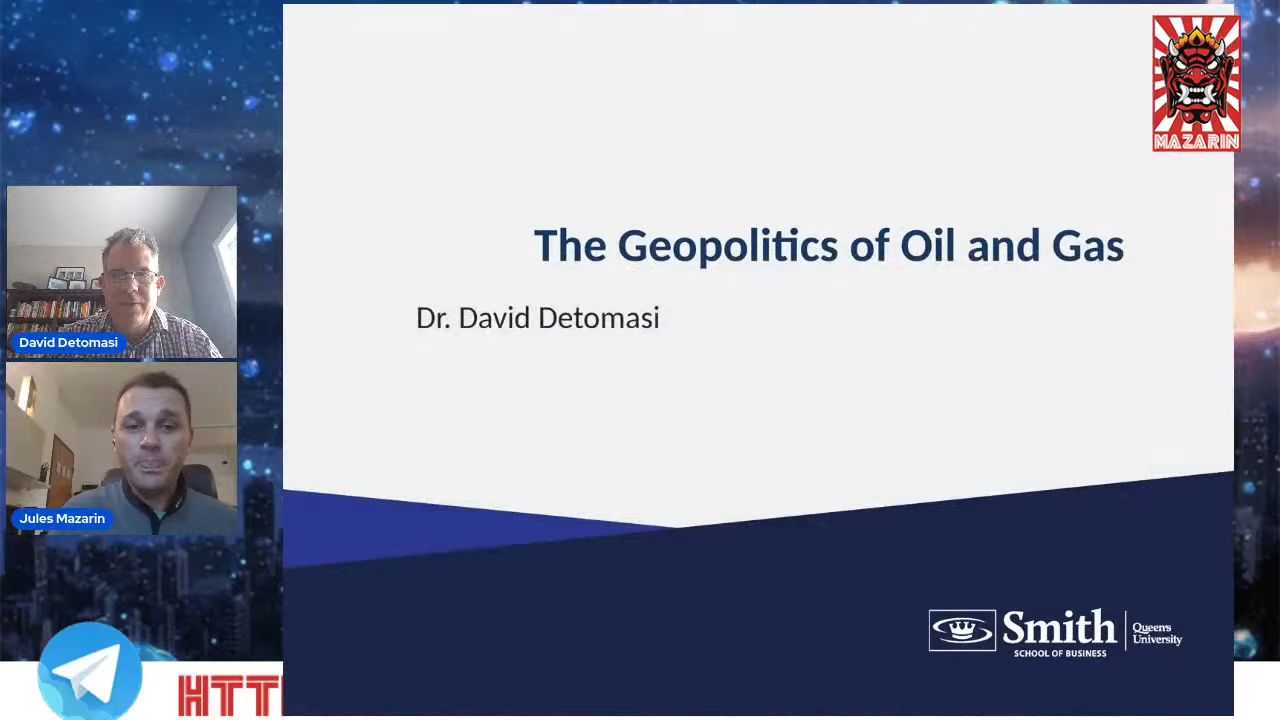 MAZARIN
The Geopolitics of Oil and Gas
Dr. David Detomasi
David Detomasi
Jules Mazarin
Smith
SCHOOL OF BUSINESS
Queen's
University
HTT